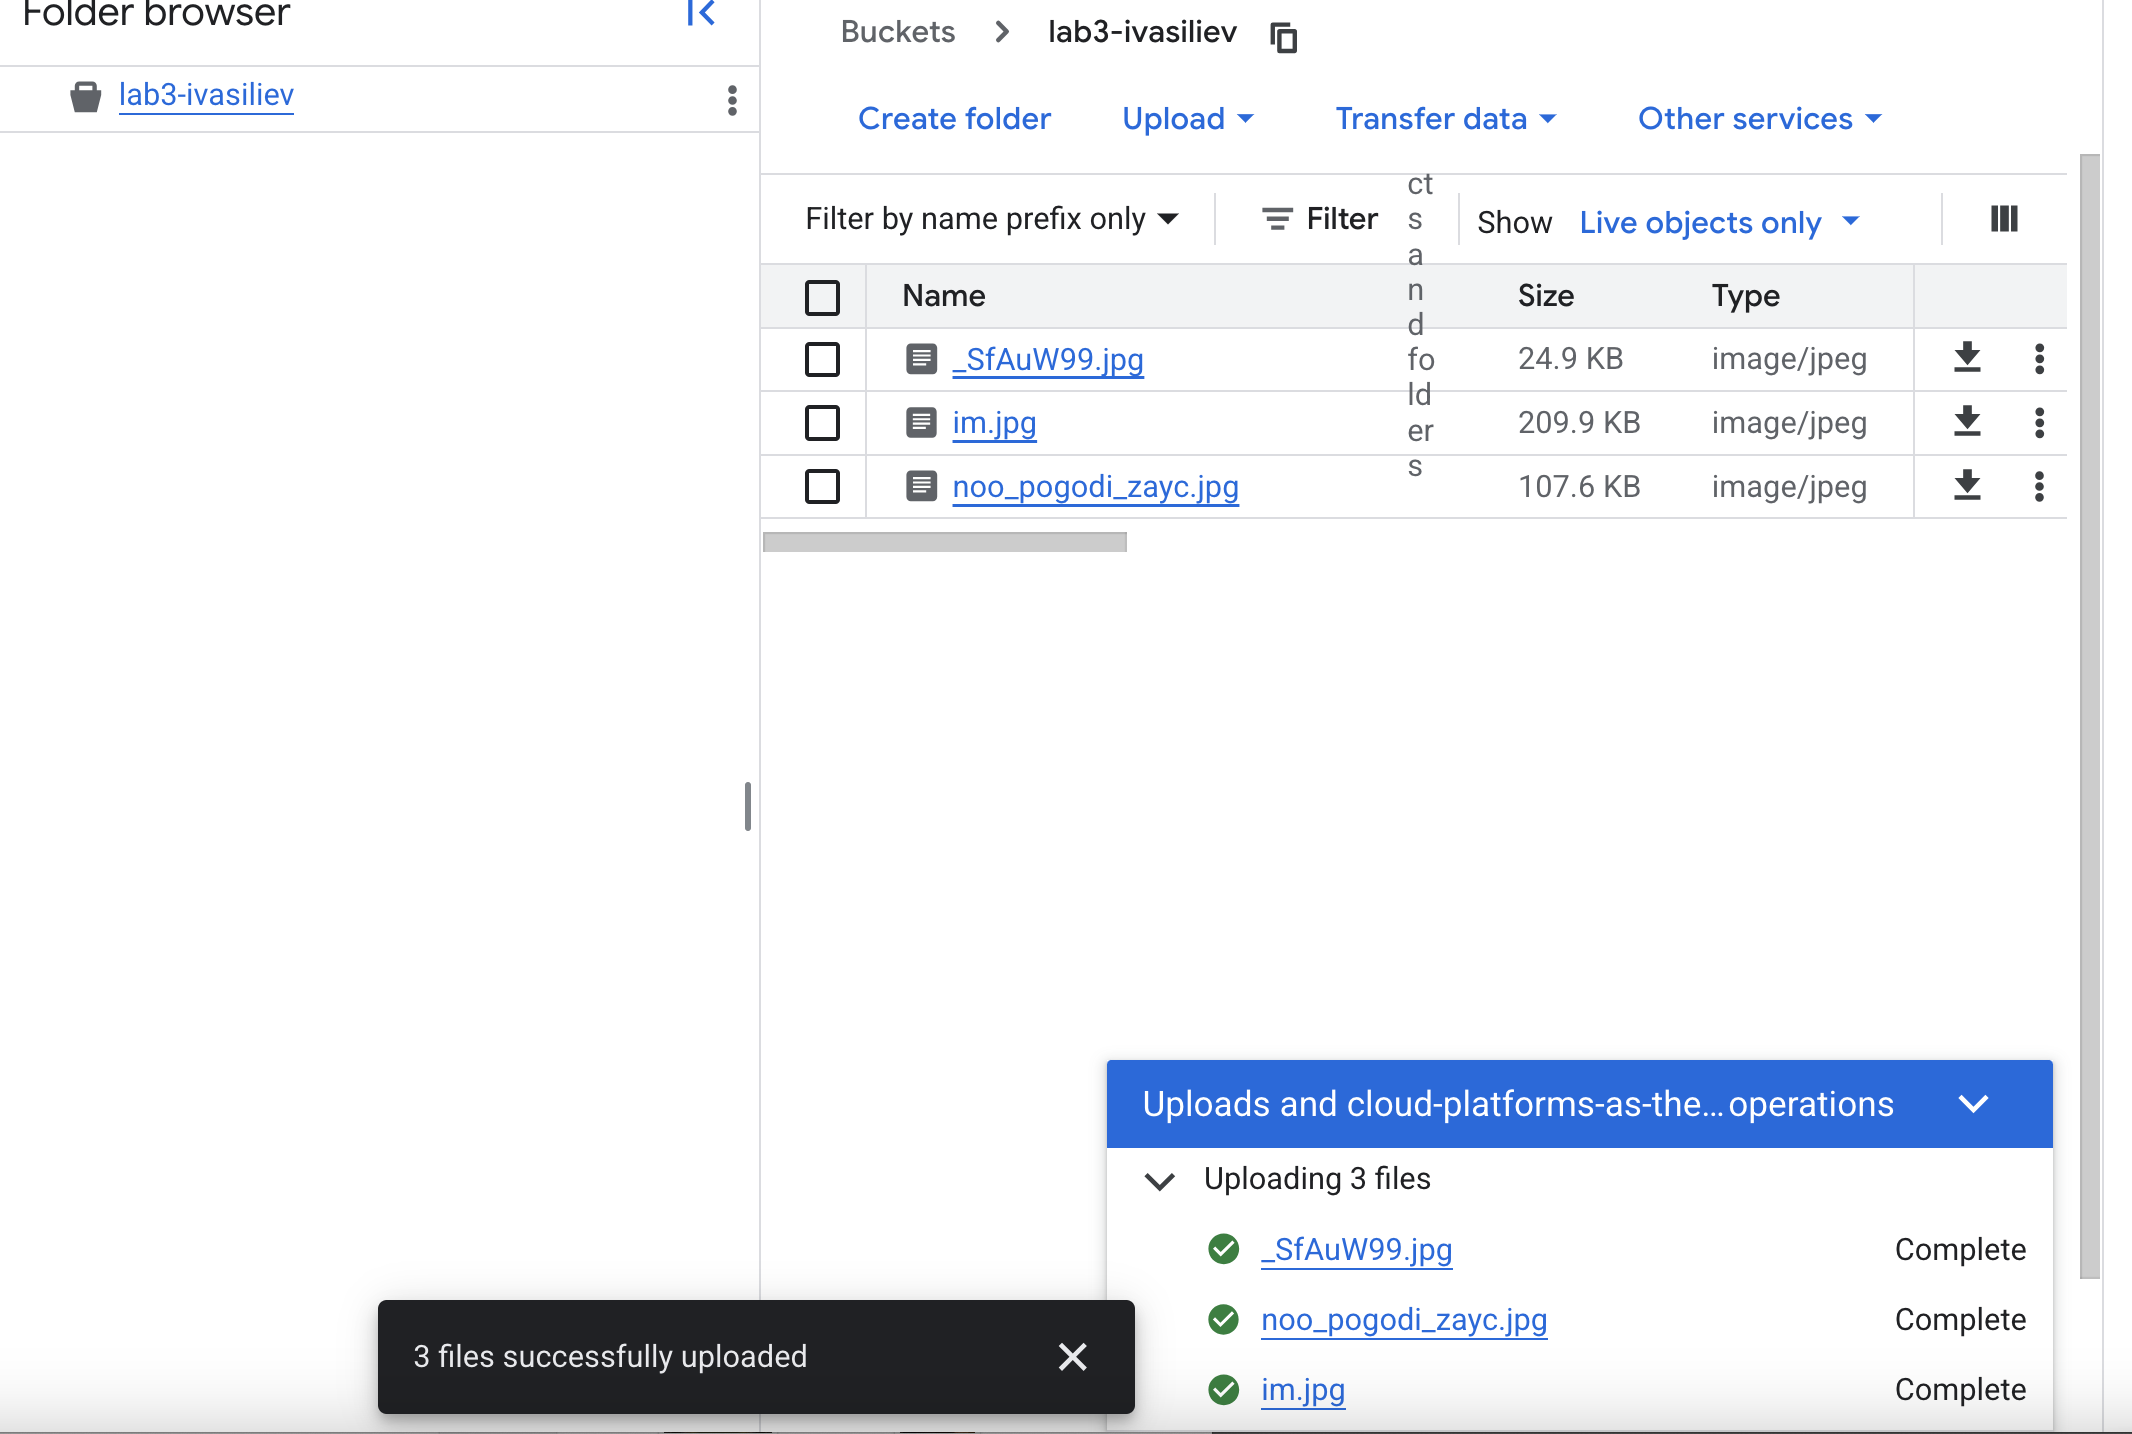 Folder browser
lab3-ivasiliev
Buckets
lab3-ivasiliev
Create folder
Upload
Transfer data
Other services
Filter by name prefix only
Filter
ct
s
a
n
d
fo
ld
er
s
Show
Live objects only
Name
Size
Type
_SfAuW99.jpg
24.9 KB
image/jpeg
im.jpg
209.9 KB
image/jpeg
noo_pogodi_zayc.jpg
107.6 KB
image/jpeg
Uploads and cloud-platforms-as-the… operations
Uploading 3 files
_SfAuW99.jpg
Complete
noo_pogodi_zayc.jpg
Complete
im.jpg
Complete
3 files successfully uploaded